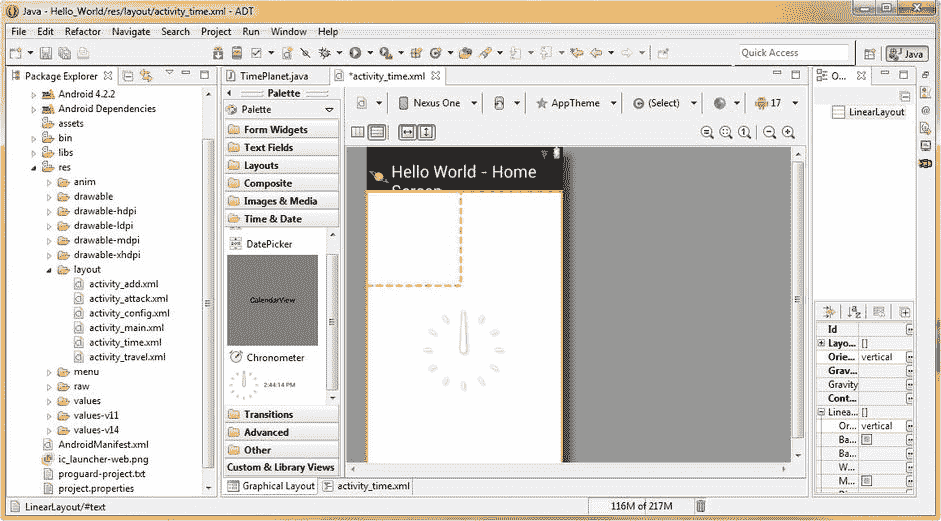 Java - Hello_World/res/layout/activity_time.xml - ADT
File Edit Refactor Navigate Search Project Run Window Help
Quick Access
Java
Package Explorer
Android 4.2.2
Android Dependencies
assets
bin
libs
res
anim
drawable
drawable-hdpi
drawable-ldpi
drawable-mdpi
drawable-xhdpi
layout
activity_add.xml
activity_attack.xml
activity_config.xml
activity_main.xml
activity_time.xml
activity_travel.xml
menu
raw
values
values-v11
values-v14
AndroidManifest.xml
ic_launcher-web.png
proguard-project.txt
project.properties
TimePlanet.java
*activity_time.xml
Palette
Palette
Form Widgets
Text Fields
Layouts
Composite
Images & Media
Time & Date
DatePicker
CalendarView
Chronometer
2:44:14 PM
Transitions
Advanced
Other
Custom & Library Views
Nexus One
AppTheme
(Select)
17
Hello World - Home
Screen
Graphical Layout
activity_time.xml
O...
LinearLayout
Id
Layo... []
Orie... vertical
Grav...
Gravity
Cont...
Linea... []
Or... vertical
Ba...
Ba...
W...
M...
LinearLayout/#text
116M of 217M